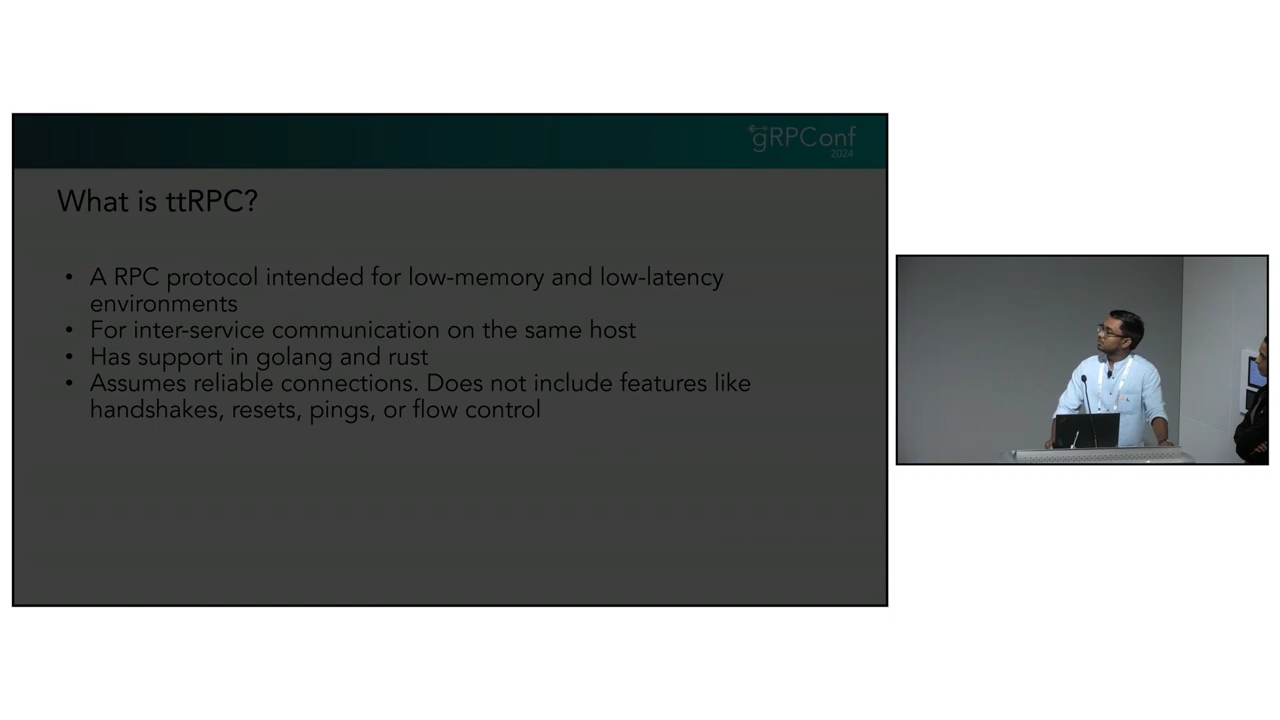 gRPConf
2024
What is ttRPC?
• A RPC protocol intended for low-memory and low-latency
environments
• For inter-service communication on the same host
• Has support in golang and rust
• Assumes reliable connections. Does not include features like
handshakes, resets, pings, or flow control